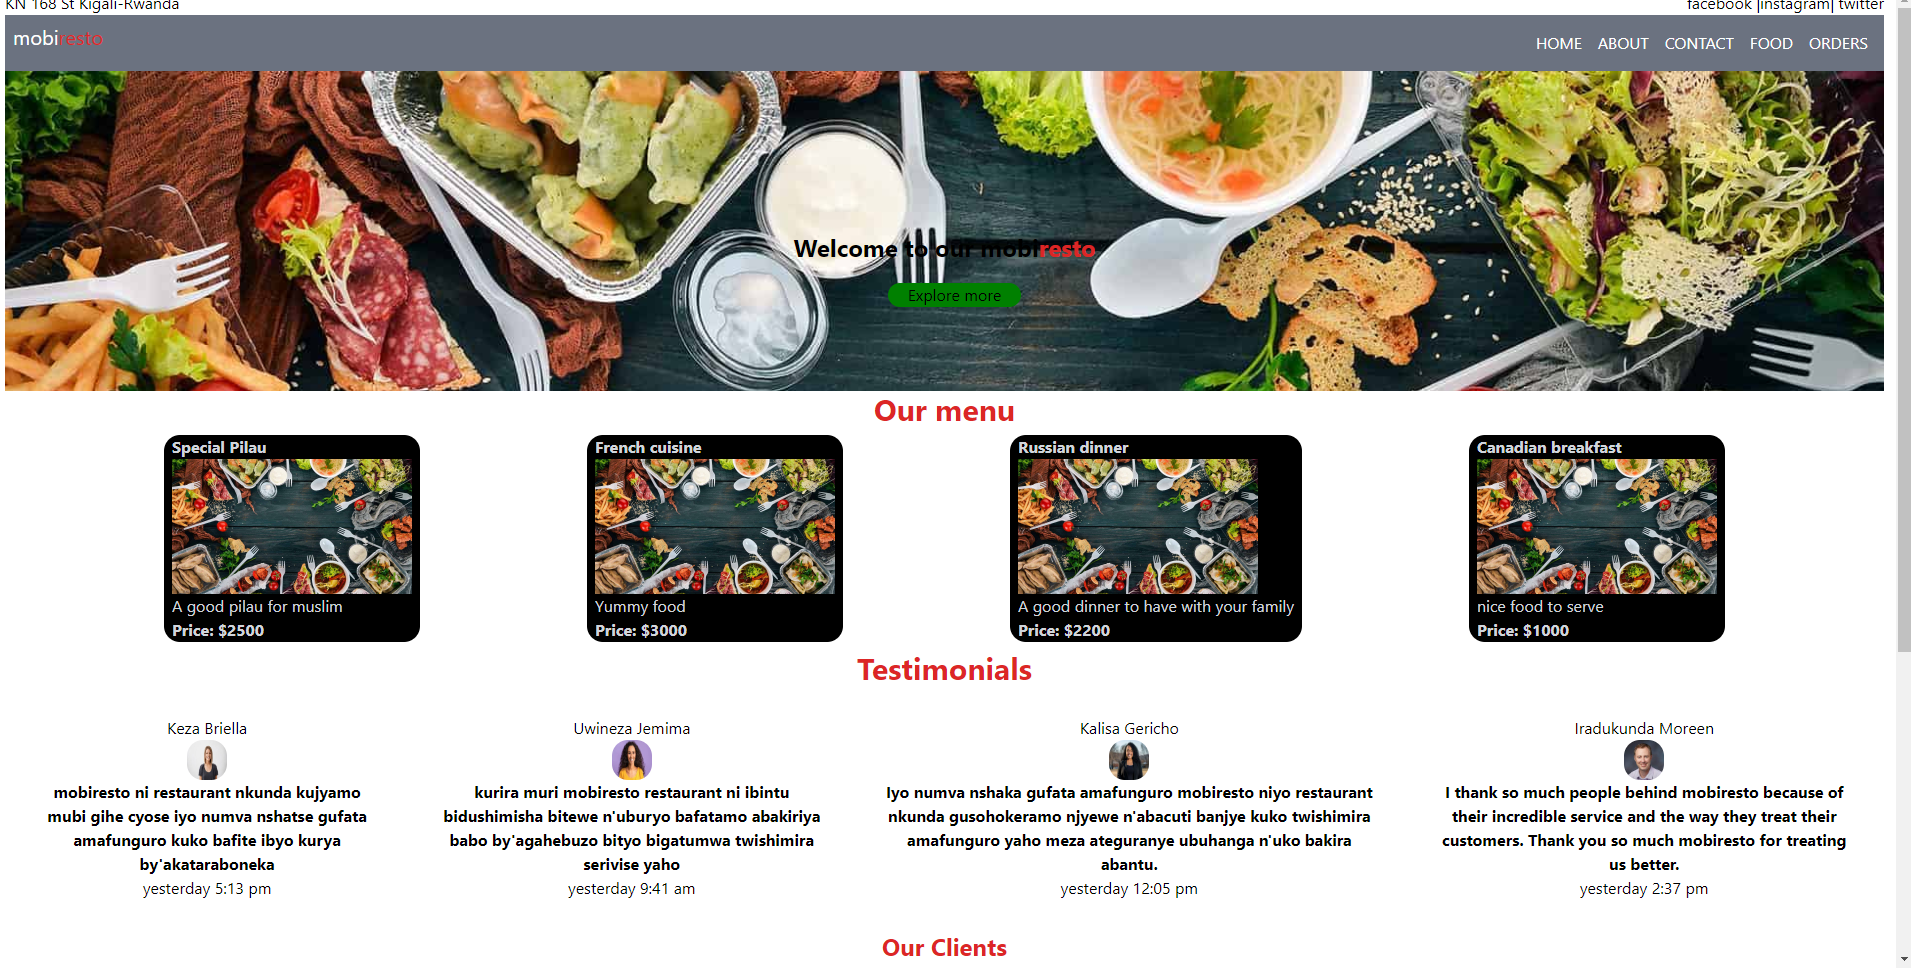 KN 168 St Kigali-Rwanda
facebook |instagram| twitter
mobiresto
HOME ABOUT CONTACT FOOD ORDERS
Welcome to our mobiresto
Explore more
Our menu
Special Pilau
A good pilau for muslim
Price: $2500
French cuisine
Yummy food
Price: $3000
Russian dinner
A good dinner to have with your family
Price: $2200
Canadian breakfast
nice food to serve
Price: $1000
Testimonials
Keza Briella
mobiresto ni restaurant nkunda kujyamo
mubi gihe cyose iyo numva nshatse gufata
amafunguro kuko bafite ibyo kurya
by'akataraboneka
yesterday 5:13 pm
Uwineza Jemima
kurira muri mobiresto restaurant ni ibintu
bidushimisha bitewe n'uburyo bafatamo abakiriya
babo by'agahebuzo bityo bigatumwa twishimira
serivise yaho
yesterday 9:41 am
Kalisa Gericho
Iyo numva nshaka gufata amafunguro mobiresto niyo restaurant
nkunda gusohokeramo njyewe n'abacuti banjye kuko twishimira
amafunguro yaho meza ateguranye ubuhanga n'uko bakira
abantu.
yesterday 12:05 pm
Iradukunda Moreen
I thank so much people behind mobiresto because of
their incredible service and the way they treat their
customers. Thank you so much mobiresto for treating
us better.
yesterday 2:37 pm
Our Clients